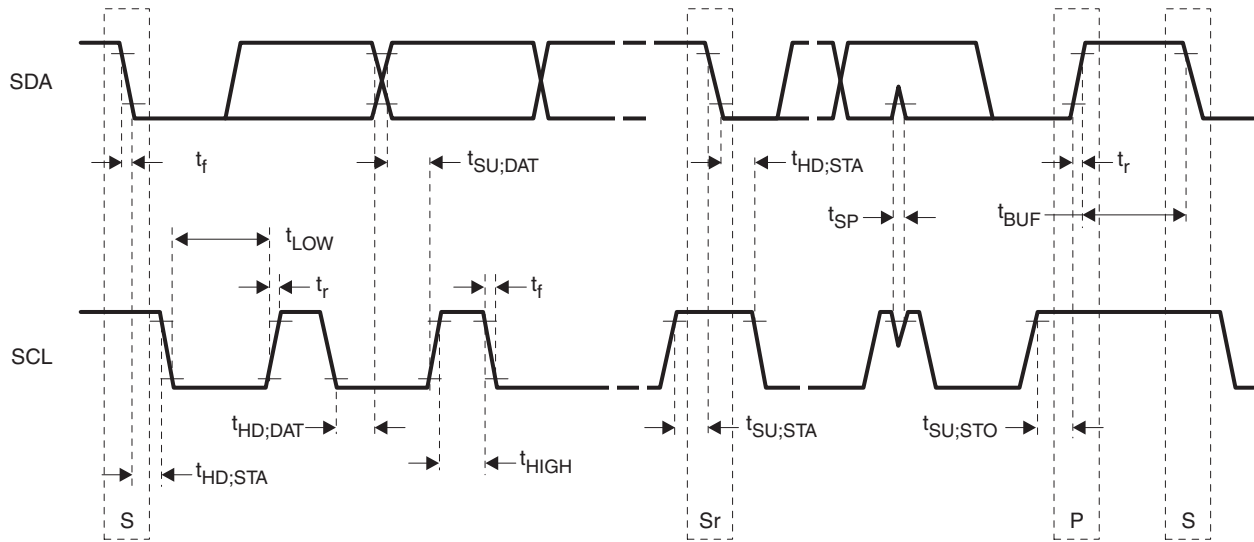 SDA
t_f
t_SU;DAT
t_HD;STA
t_r
t_SP
t_BUF
t_LOW
t_r
t_f
SCL
t_HD;DAT
t_SU;STA
t_SU;STO
t_HIGH
t_HD;STA
S
Sr
P
S